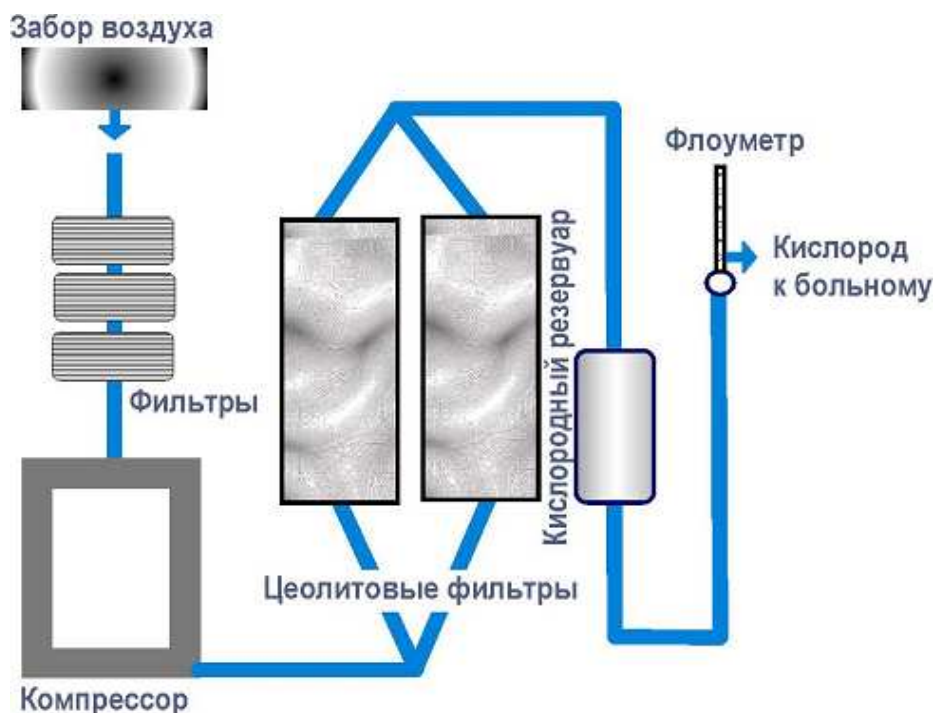 Забор воздуха
Флоуметр
Кислород
к больному
Кислородный резервуар
Фильтры
Цеолитовые фильтры
Компрессор